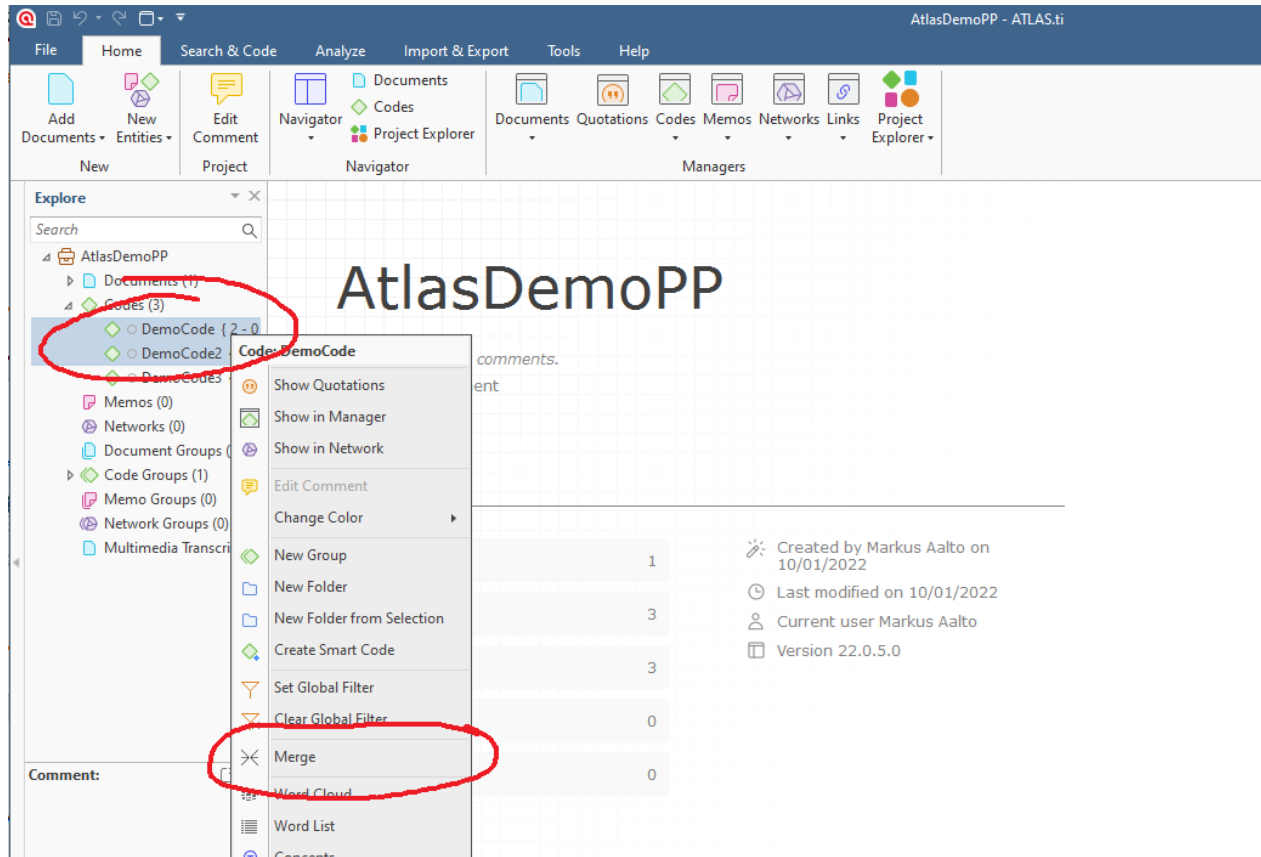 AtlasDemoPP - ATLAS.ti
File Home Search & Code Analyze Import & Export Tools Help
Add Documents
New Entities
Edit Comment
Navigator
Documents
Codes
Project Explorer
Documents Quotations Codes Memos Networks Links Project Explorer
New Project Navigator Managers
Explore
Search
AtlasDemoPP
Documents (1)
Codes (3)
DemoCode { 2 - 0
DemoCode2
DemoCode3
Memos (0)
Networks (0)
Document Groups (
Code Groups (1)
Memo Groups (0)
Network Groups (0)
Multimedia Transcri
Comment:
Code: DemoCode
Show Quotations
Show in Manager
Show in Network
Edit Comment
Change Color
New Group
New Folder
New Folder from Selection
Create Smart Code
Set Global Filter
Clear Global Filter
Merge
Word Cloud
Word List
Concepts
AtlasDemoPP
comments.
ent
1
3
3
0
0
Created by Markus Aalto on
10/01/2022
Last modified on 10/01/2022
Current user Markus Aalto
Version 22.0.5.0